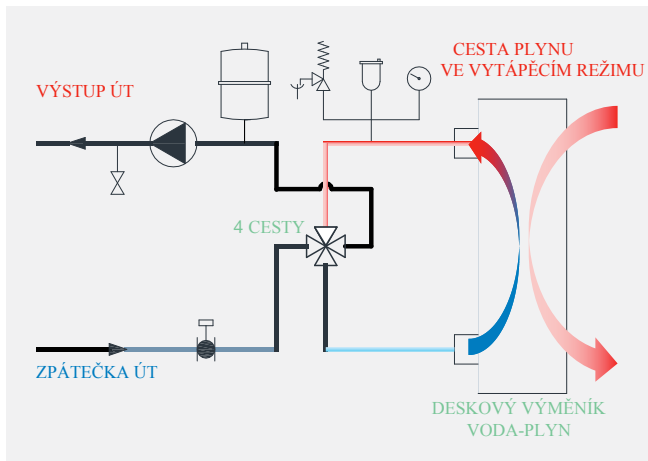 CESTA PLYNU
VE VYTÁPĚCÍM REŽIMU
VÝSTUP ÚT
4 CESTY
ZPÁTEČKA ÚT
DESKOVÝ VÝMĚNÍK
VODA-PLYN